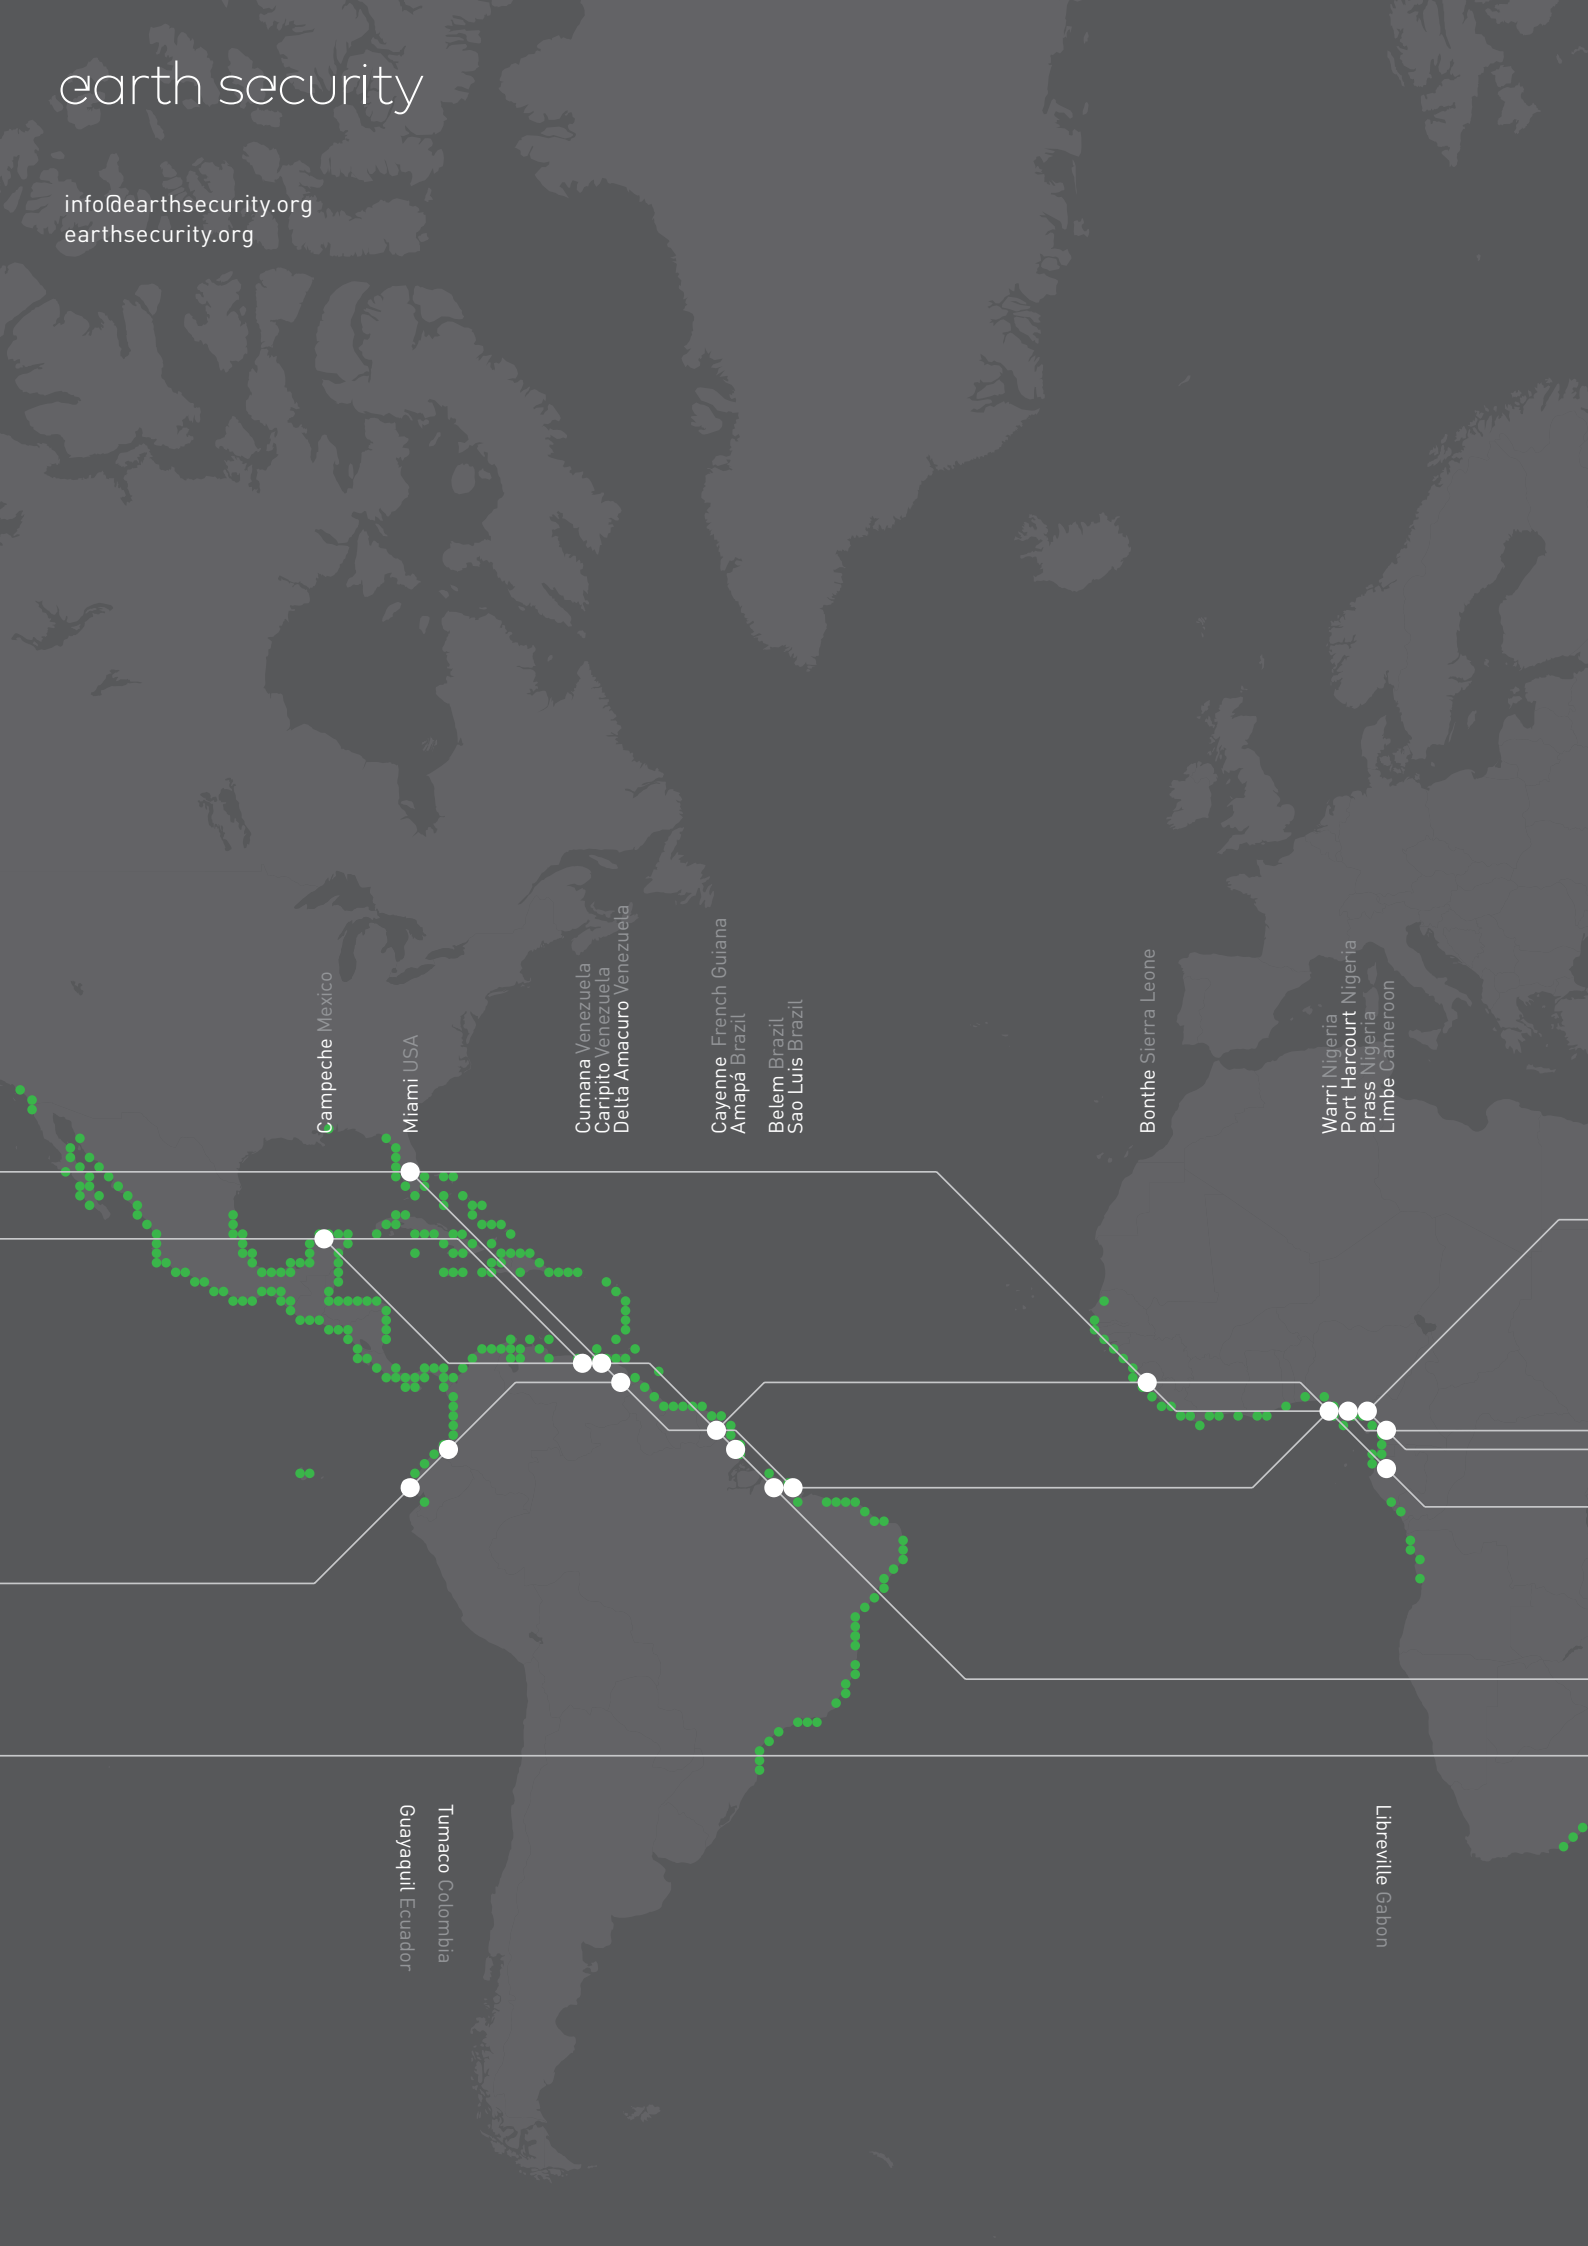 earth security
info@earthsecurity.org
earthsecurity.org
Campeche Mexico
Miami USA
Cumana Venezuela
Caripito Venezuela
Delta Amacuro Venezuela
Cayenne French Guiana
Amapá Brazil
Belem Brazil
Sao Luis Brazil
Bonthe Sierra Leone
Warri Nigeria
Port Harcourt Nigeria
Brass Nigeria
Limbe Cameroon
Guayaquil Ecuador
Tumaco Colombia
Libreville Gabon